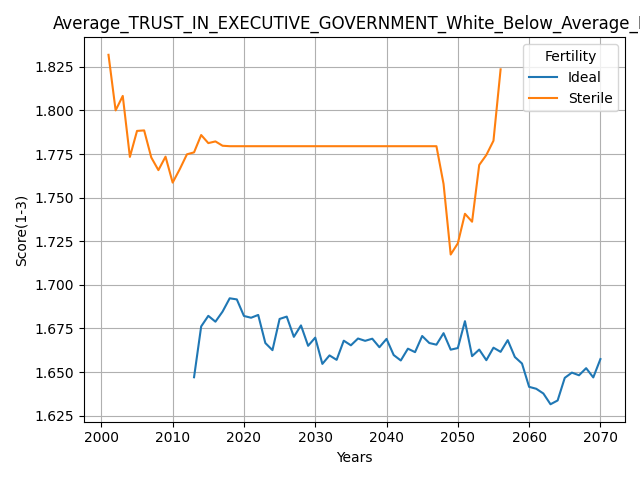 Average_TRUST_IN_EXECUTIVE_GOVERNMENT_White_Below_Average_
Fertility
Ideal
Sterile
Score(1-3)
1.825
1.800
1.775
1.750
1.725
1.700
1.675
1.650
1.625
2000 2010 2020 2030 2040 2050 2060 2070
Years